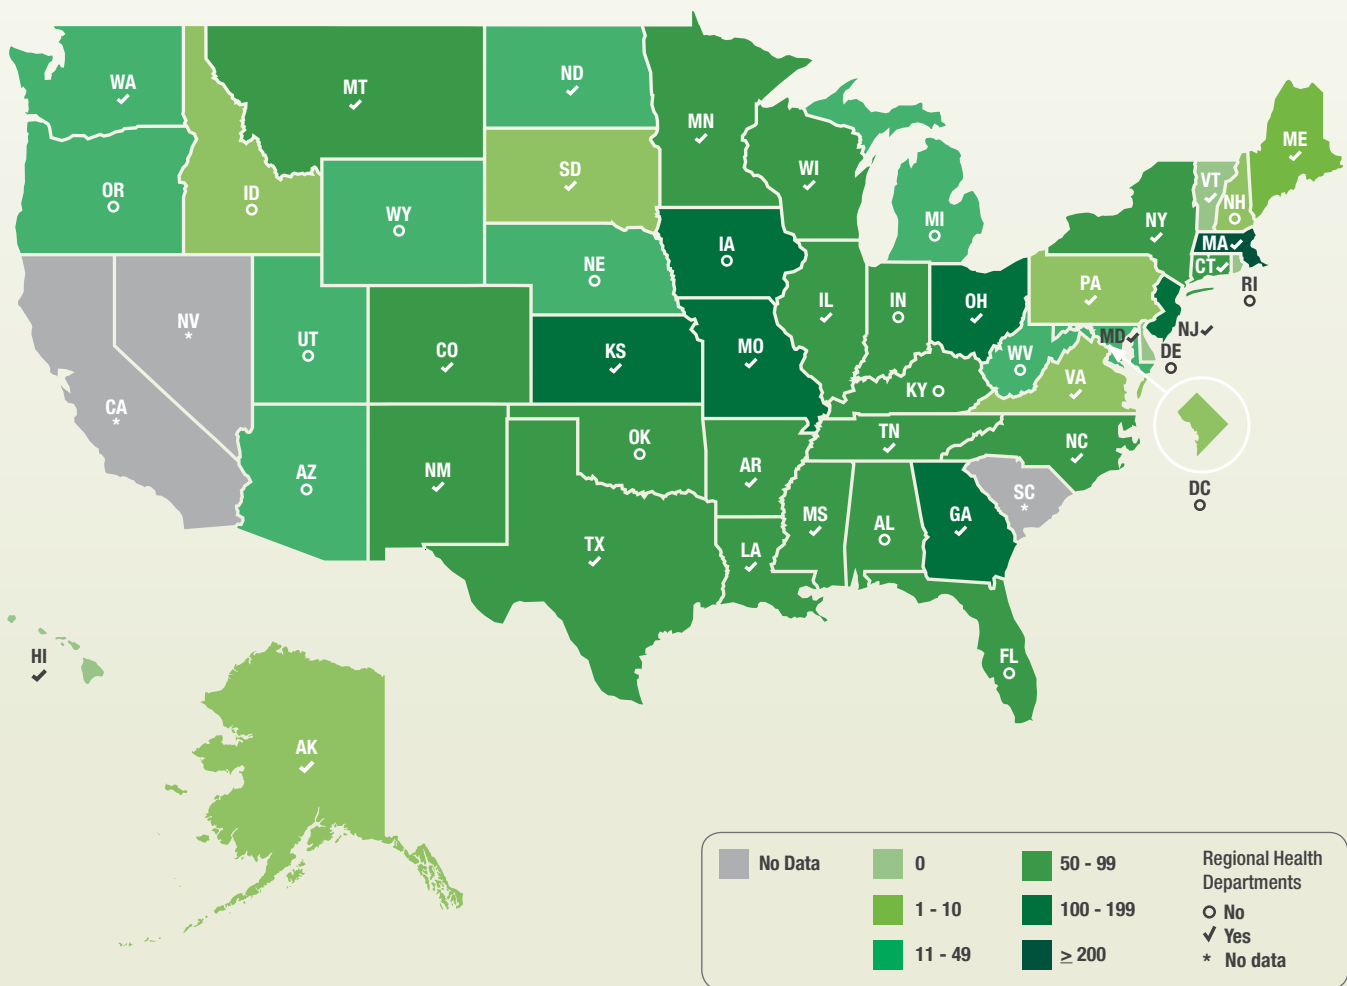 WA ✓
MT ✓
ND ✓
MN ✓
ME ✓
OR ○
ID ○
SD ✓
WI ✓
VT ✓
NH ○
WY ○
MI ○
NY ✓
MA ✓
IA ○
CT ✓
NE ○
PA ✓
RI ○
NV *
UT ○
CO ✓
KS ✓
MO ✓
IL ✓
IN ○
OH ✓
NJ ✓
MD ✓
DE ○
WV ○
VA ✓
KY ○
CA *
AZ ○
NM ✓
OK ○
AR ✓
TN ✓
NC ✓
SC *
DC ○
TX ✓
LA ✓
MS ✓
AL ○
GA ✓
FL ○
HI ✓
AK ✓
No Data
0
1 - 10
11 - 49
50 - 99
100 - 199
≥ 200
Regional Health
Departments
○ No
✓ Yes
* No data